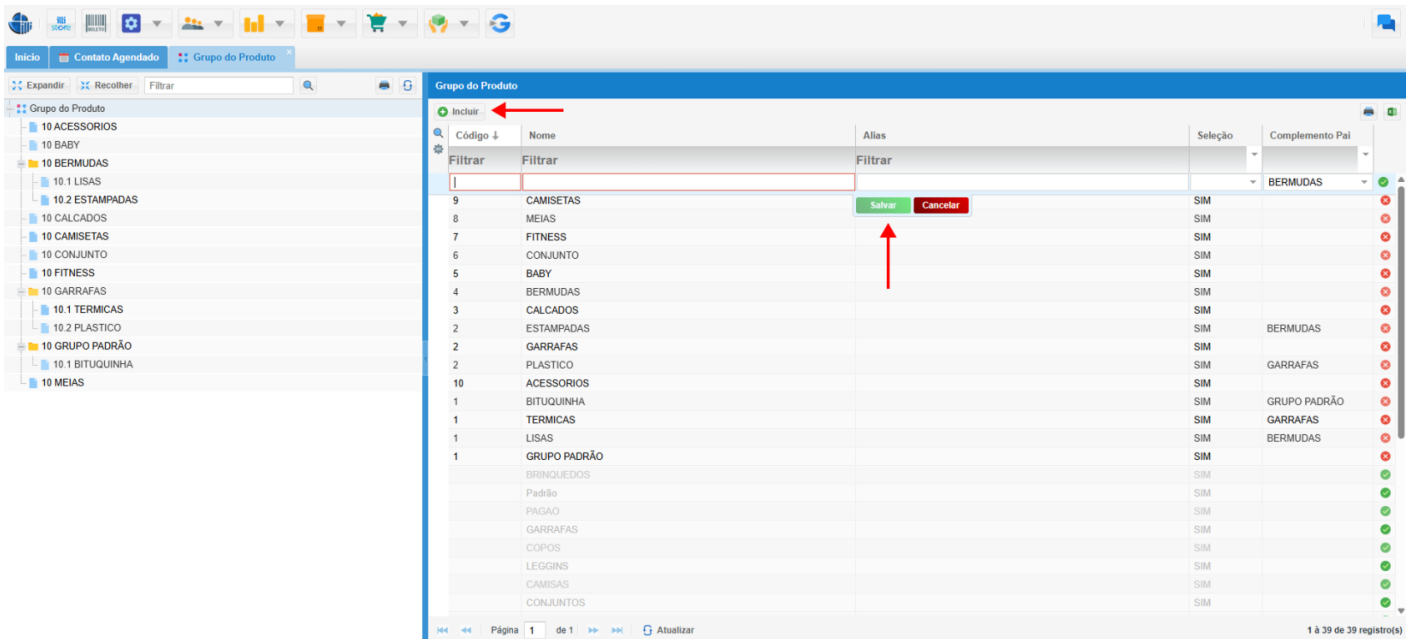 illi store
BOLETO
Início
Contato Agendado
Grupo do Produto
Expandir
Recolher
Filtrar
Grupo do Produto
10 ACESSORIOS
10 BABY
10 BERMUDAS
10.1 LISAS
10.2 ESTAMPADAS
10 CALCADOS
10 CAMISETAS
10 CONJUNTO
10 FITNESS
10 GARRAFAS
10.1 TERMICAS
10.2 PLASTICO
10 GRUPO PADRÃO
10.1 BITUQUINHA
10 MEIAS
Grupo do Produto
Incluir
Código ↓ Nome Alias Seleção Complemento Pai
Filtrar Filtrar Filtrar
BERMUDAS
9 CAMISETAS SIM
Salvar Cancelar
8 MEIAS SIM
7 FITNESS SIM
6 CONJUNTO SIM
5 BABY SIM
4 BERMUDAS SIM
3 CALCADOS SIM
2 ESTAMPADAS SIM BERMUDAS
2 GARRAFAS SIM
2 PLASTICO SIM GARRAFAS
10 ACESSORIOS SIM
1 BITUQUINHA SIM GRUPO PADRÃO
1 TERMICAS SIM GARRAFAS
1 LISAS SIM BERMUDAS
1 GRUPO PADRÃO SIM
BRINQUEDOS SIM
Padrão SIM
PAGAO SIM
GARRAFAS SIM
COPOS SIM
LEGGINS SIM
CAMISAS SIM
CONJUNTOS SIM
Página 1 de 1 Atualizar 1 à 39 de 39 registro(s)